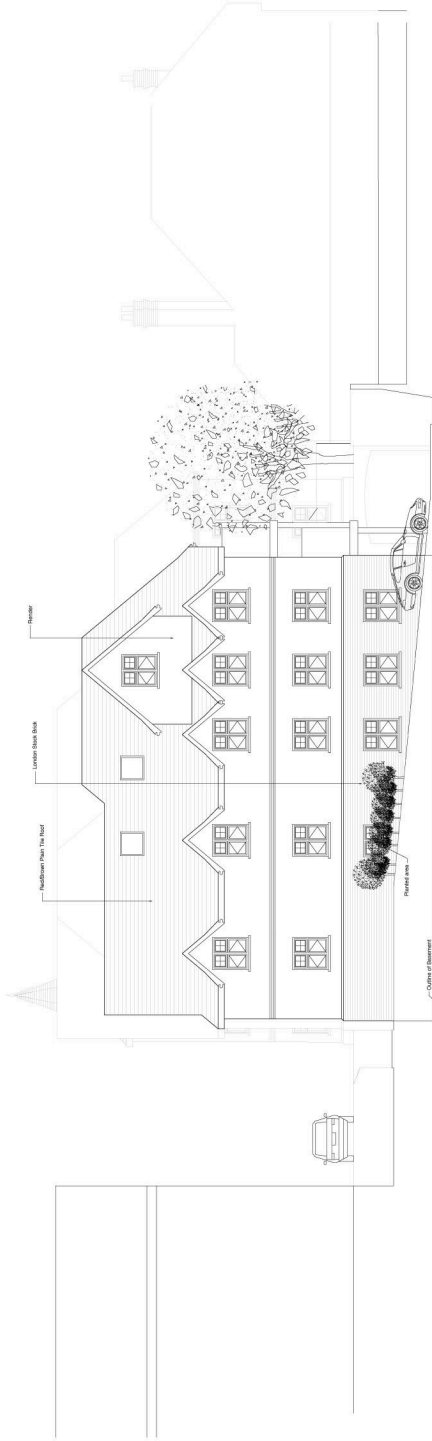 Render
London Stock Brick
Red/Brown Plain Tile Roof
Planted area
Outline of Basement